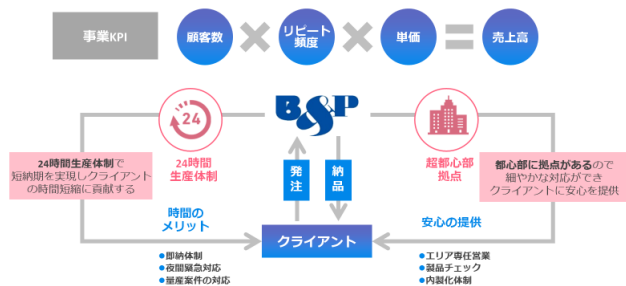 事業KPI
顧客数
リピート
頻度
単価
売上高
B&P
24
24時間
生産体制
超都心部
拠点
24時間生産体制で
短納期を実現しクライアント
の時間短縮に貢献する
都心部に拠点があるので
細やかな対応ができ
クライアントに安心を提供
発注
納品
時間の
メリット
安心の提供
クライアント
●即納体制
●夜間緊急対応
●量産案件の対応
●エリア専任営業
●製品チェック
●内製化体制